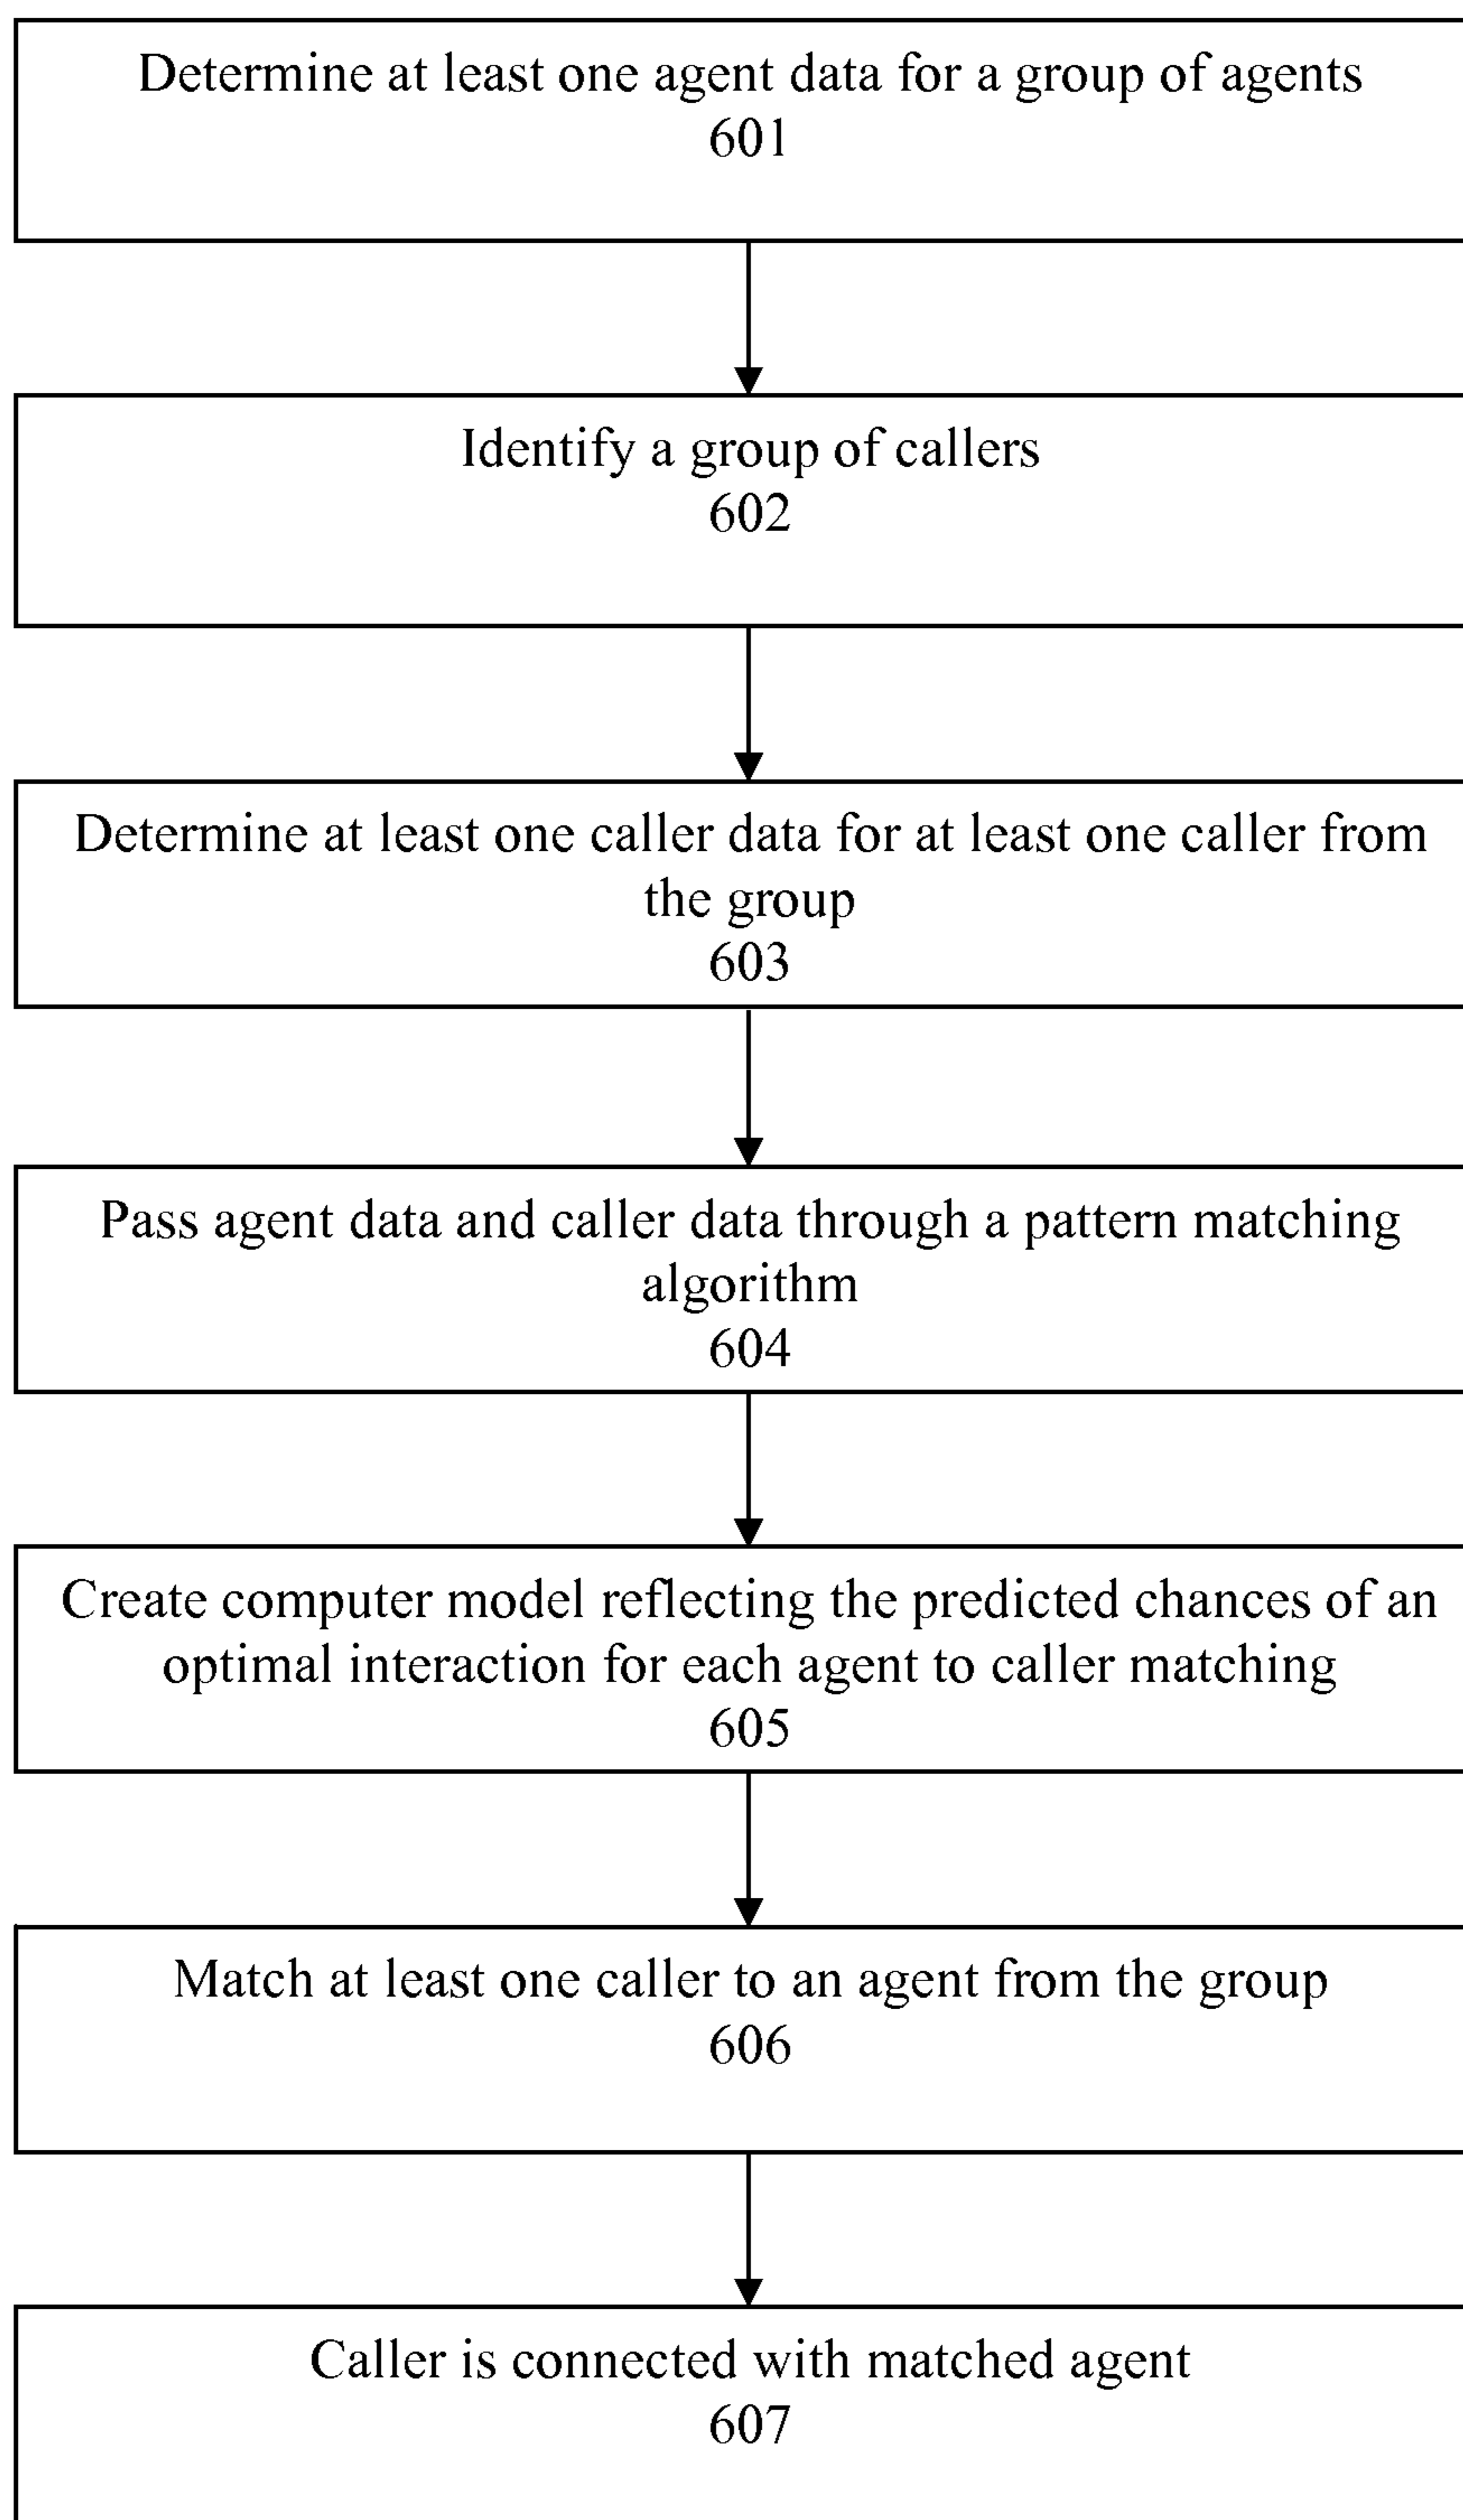 Determine at least one agent data for a group of agents
601
Identify a group of callers
602
Determine at least one caller data for at least one caller from
the group
603
Pass agent data and caller data through a pattern matching
algorithm
604
Create computer model reflecting the predicted chances of an
optimal interaction for each agent to caller matching
605
Match at least one caller to an agent from the group
606
Caller is connected with matched agent
607